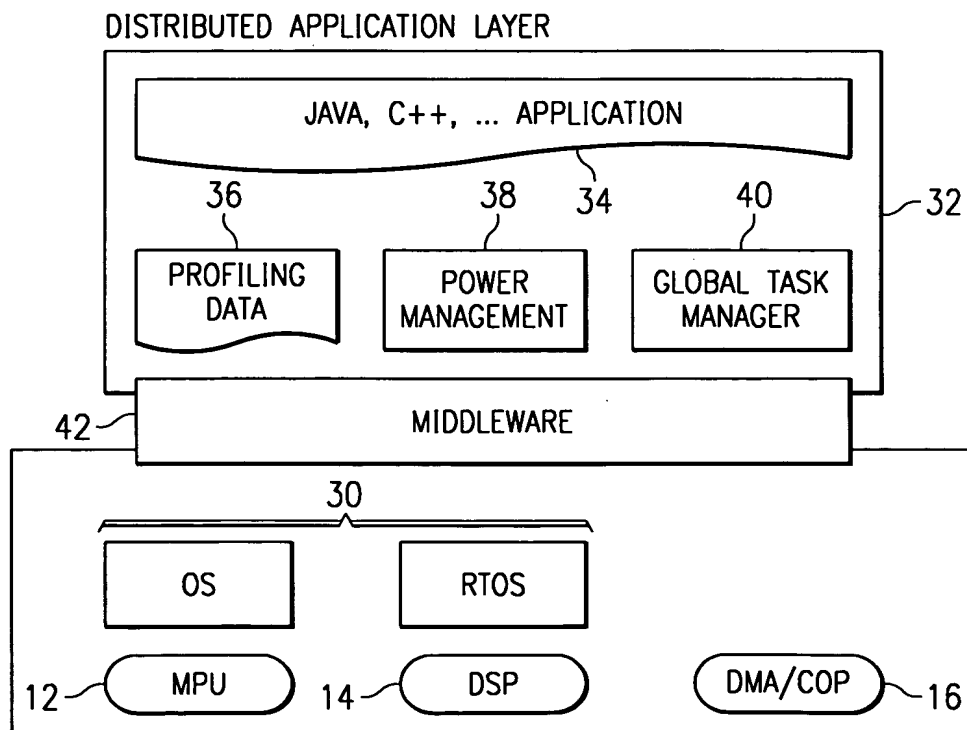 DISTRIBUTED APPLICATION LAYER
JAVA, C++, ... APPLICATION
34
32
36
38
40
PROFILING
DATA
POWER
MANAGEMENT
GLOBAL TASK
MANAGER
42
MIDDLEWARE
30
OS
RTOS
12
MPU
14
DSP
DMA/COP
16